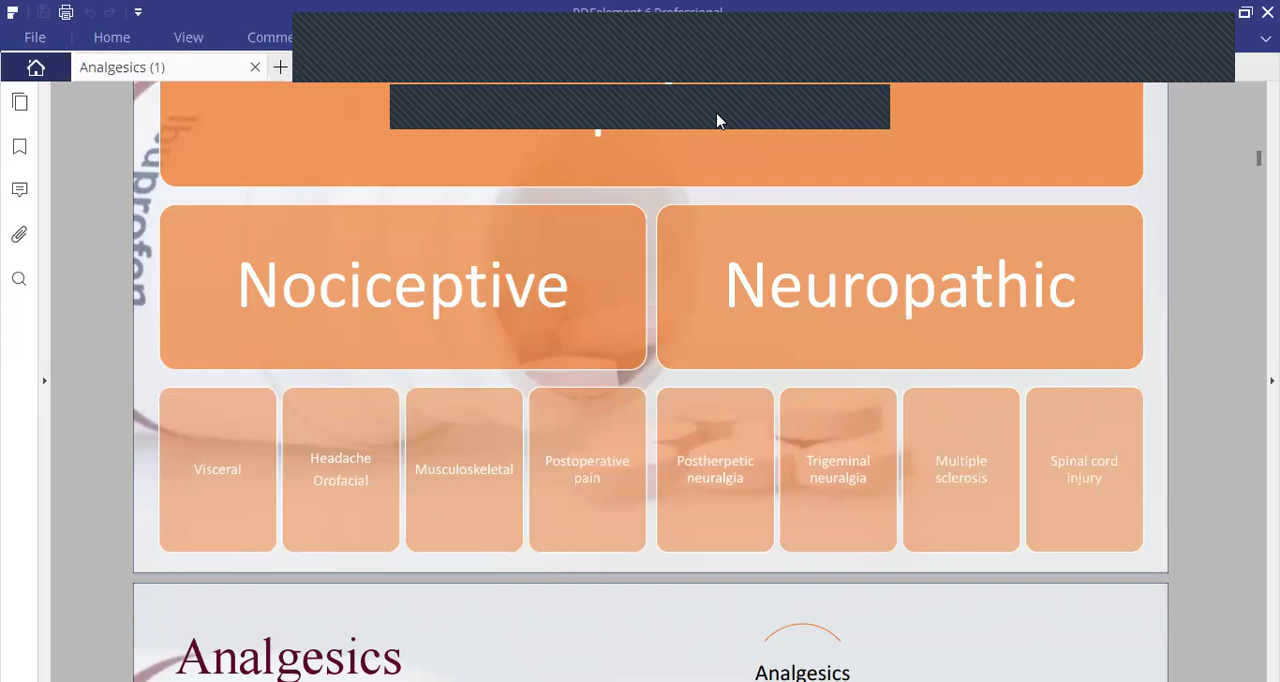 File Home View
Analgesics (1)
Nociceptive Neuropathic
Visceral
Headache
Orofacial
Musculoskeletal
Postoperative
pain
Postherpetic
neuralgia
Trigeminal
neuralgia
Multiple
sclerosis
Spinal cord
injury
Analgesics
Analgesics